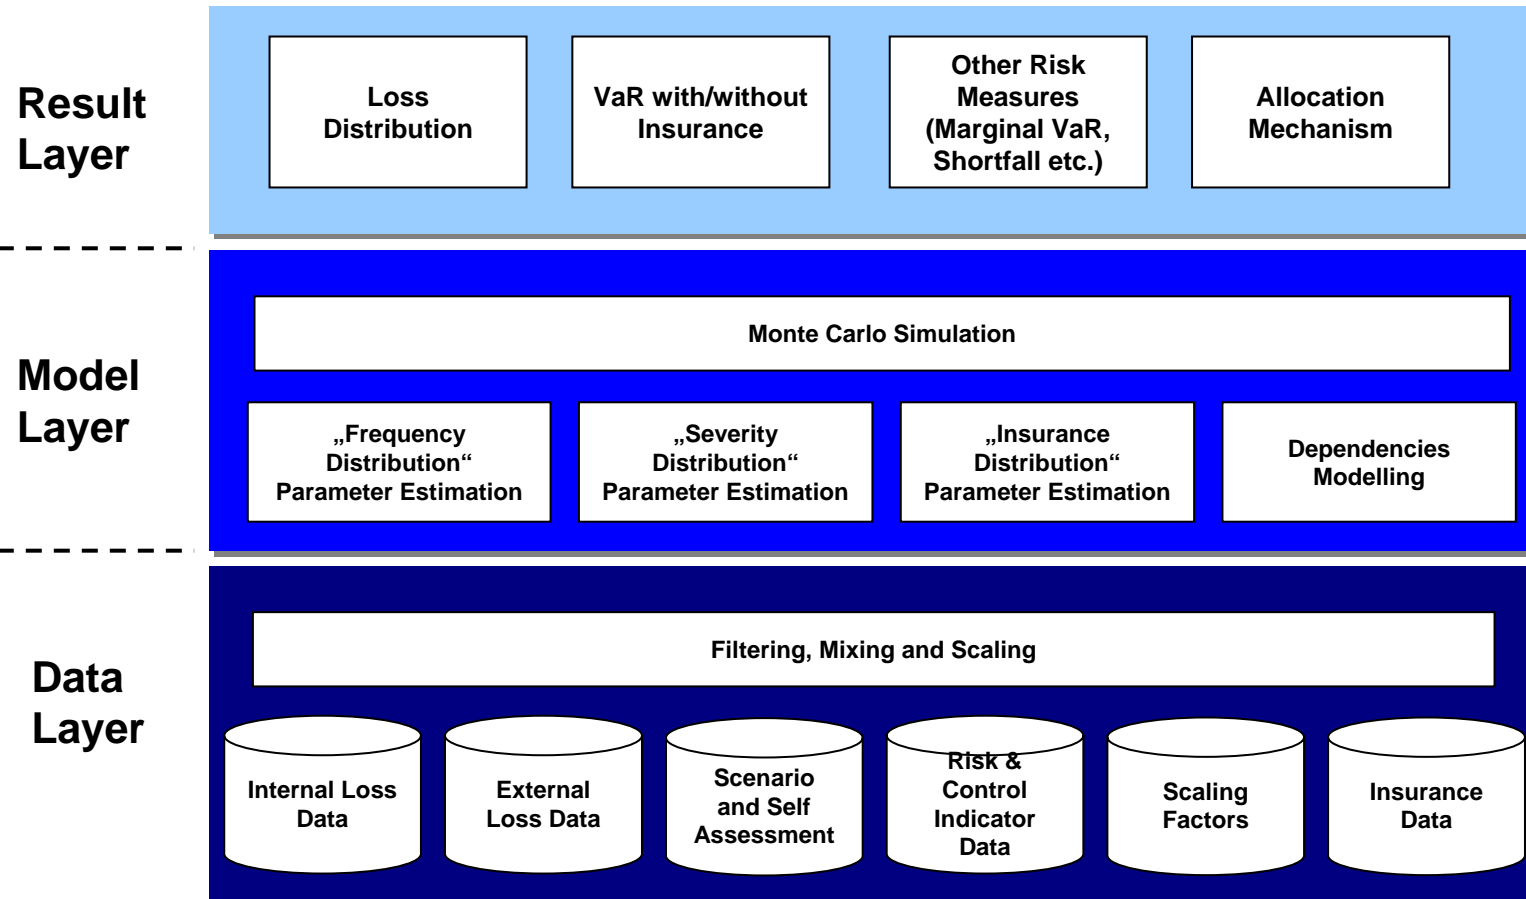 Result
Layer
Loss
Distribution
VaR with/without
Insurance
Other Risk
Measures
(Marginal VaR,
Shortfall etc.)
Allocation
Mechanism
Model
Layer
Monte Carlo Simulation
„Frequency
Distribution“
Parameter Estimation
„Severity
Distribution“
Parameter Estimation
„Insurance
Distribution“
Parameter Estimation
Dependencies
Modelling
Data
Layer
Filtering, Mixing and Scaling
Internal Loss
Data
External
Loss Data
Scenario
and Self
Assessment
Risk &
Control
Indicator
Data
Scaling
Factors
Insurance
Data